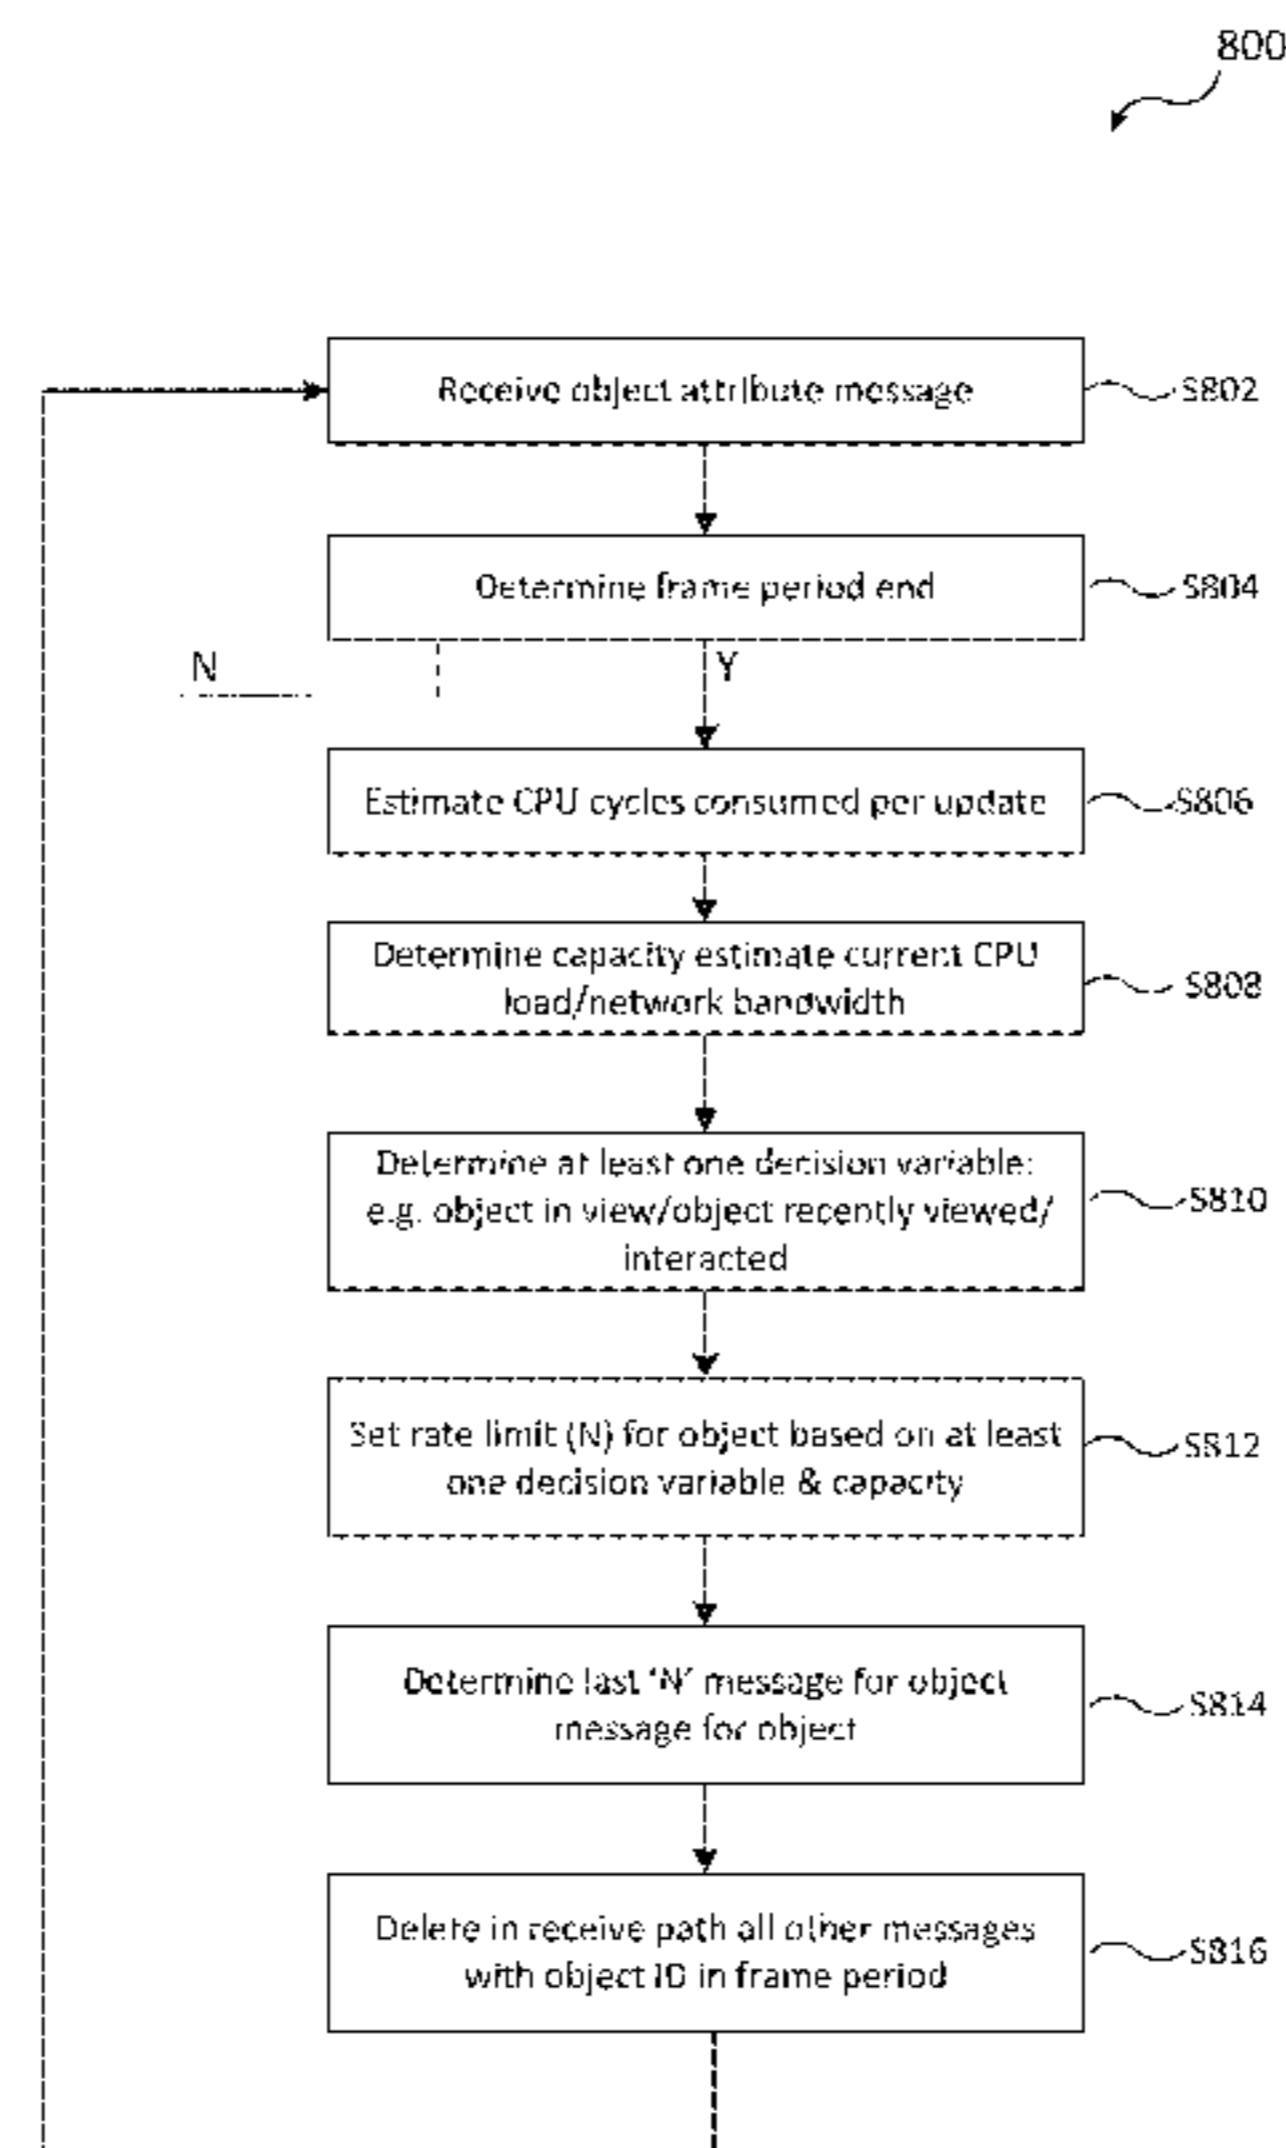 800
Receive object attribute message
S802
Determine frame period end
S804
N
Y
Estimate CPU cycles consumed per update
S806
Determine capacity estimate current CPU
load/network bandwidth
S808
Determine at least one decision variable:
e.g. object in view/object recently viewed/
interacted
S810
Set rate limit (N) for object based on at least
one decision variable & capacity
S812
Determine last ‘N’ message for object
message for object
S814
Delete in receive path all other messages
with object ID in frame period
S816